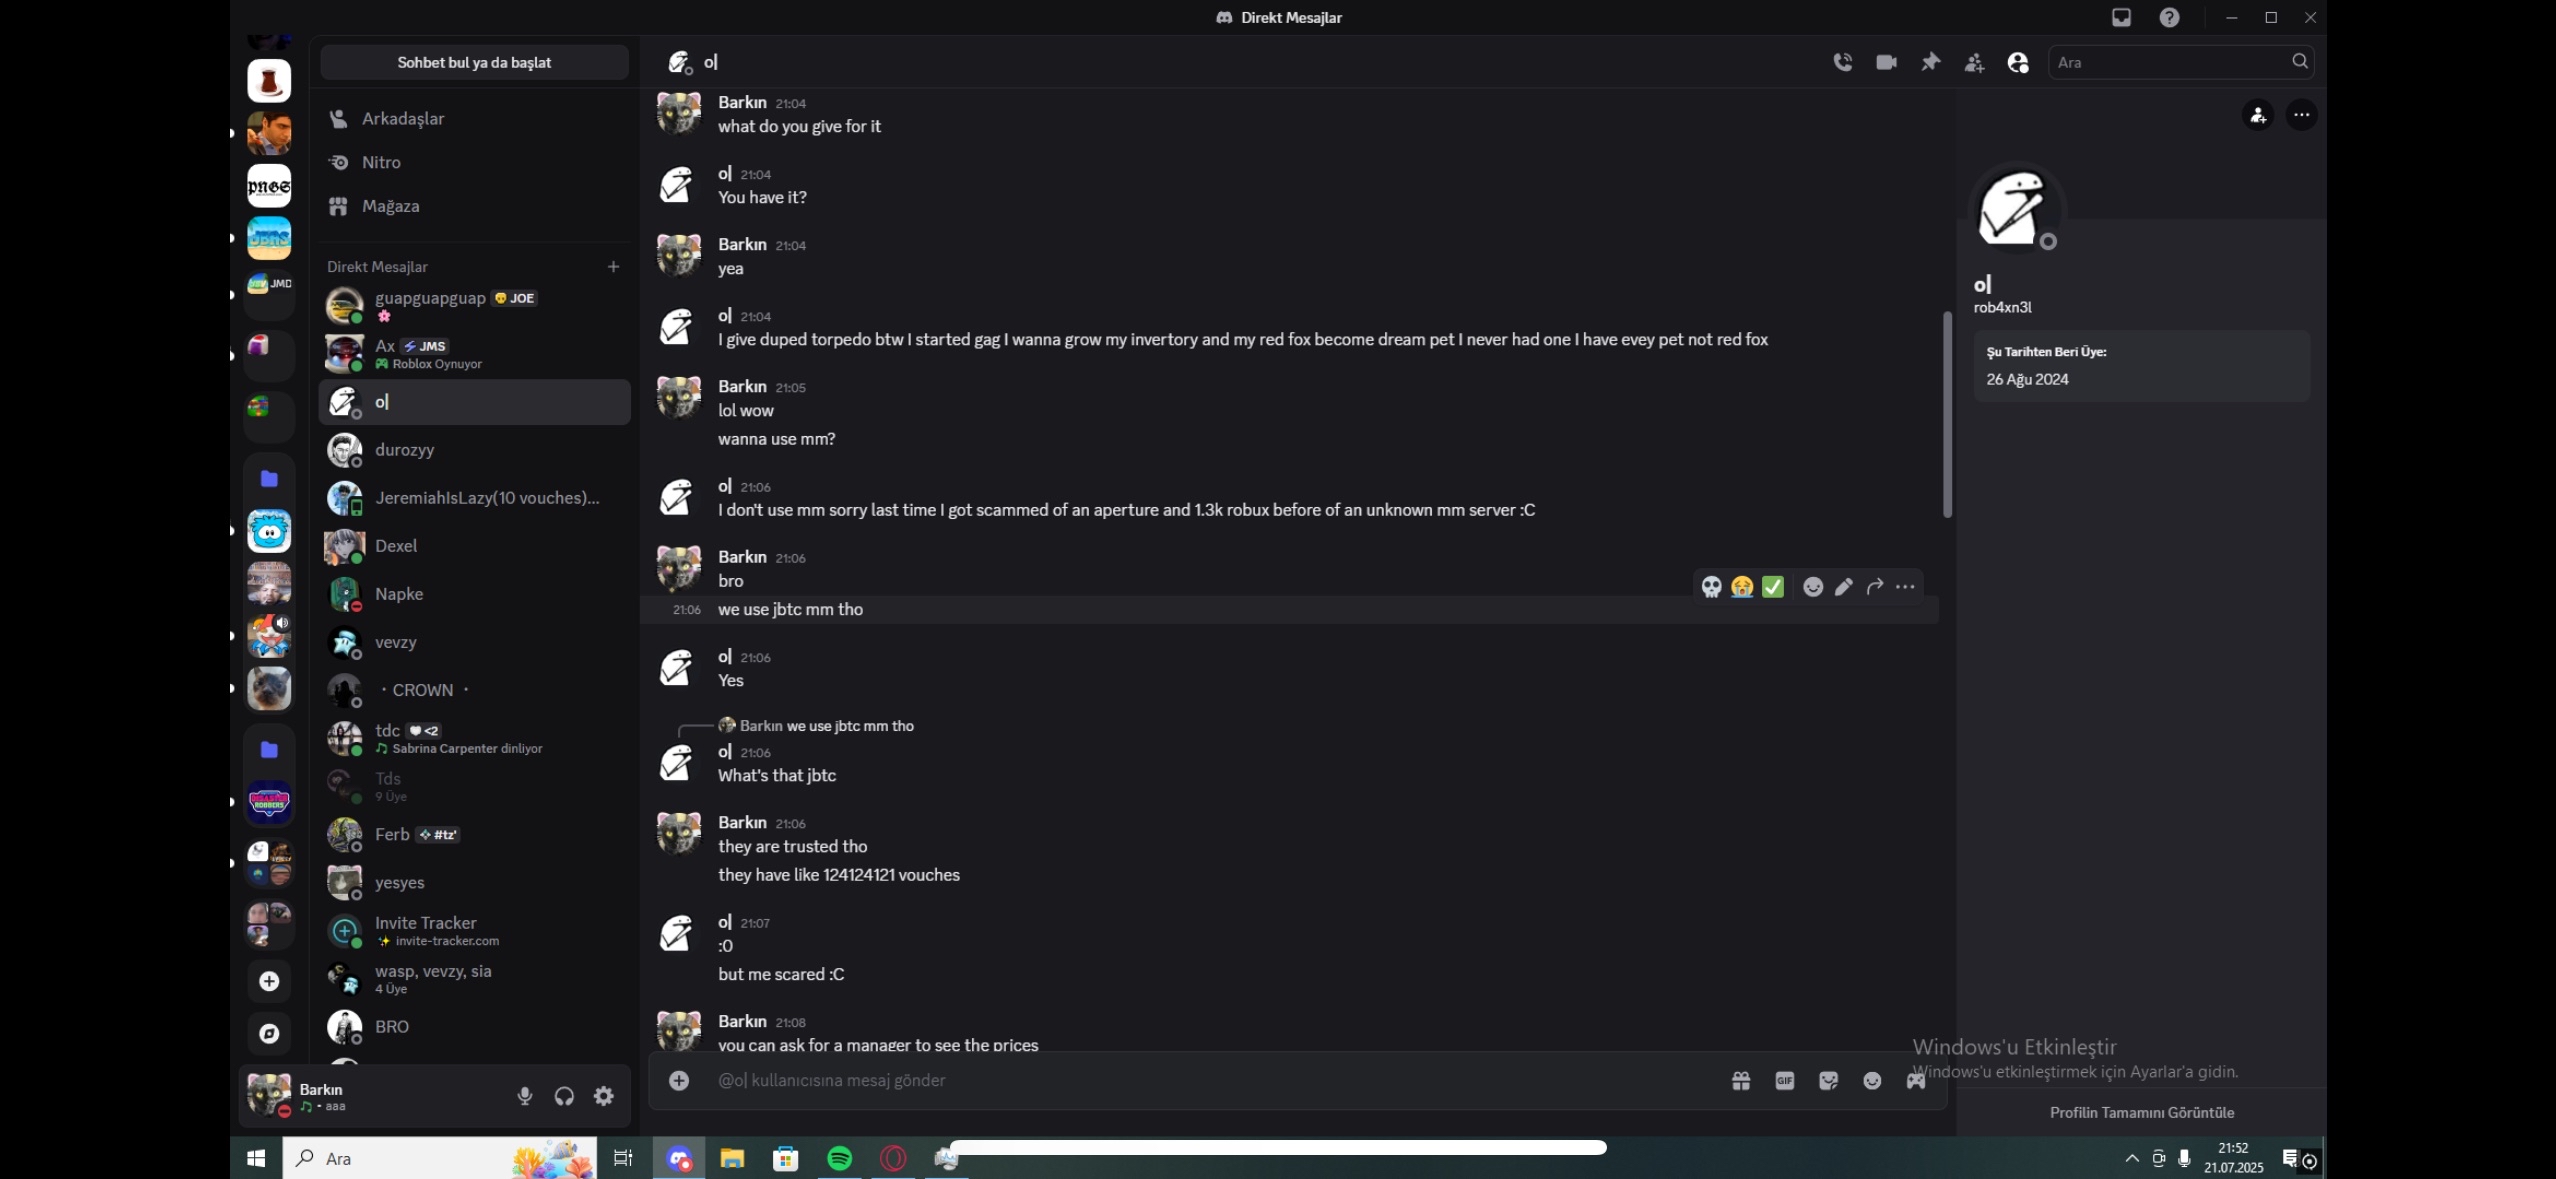 Direkt Mesajlar
Sohbet bul ya da başlat
Arkadaşlar
Nitro
Mağaza
Direkt Mesajlar
guapguapguap JOE
Ax JMS
Roblox Oynuyor
o|
durozyy
JeremiahIsLazy(10 vouches)...
Dexel
Napke
vevzy
· CROWN ·
tdc <2
Sabrina Carpenter dinliyor
Tds
9 Üye
Ferb #tz'
yesyes
Invite Tracker
invite-tracker.com
wasp, vevzy, sia
4 Üye
BRO
Barkın
• aaa
PNGS
JMD
o|
Ara
Barkın 21:04
what do you give for it
o| 21:04
You have it?
Barkın 21:04
yea
o| 21:04
I give duped torpedo btw I started gag I wanna grow my invertory and my red fox become dream pet I never had one I have evey pet not red fox
Barkın 21:05
lol wow
wanna use mm?
o| 21:06
I don't use mm sorry last time I got scammed of an aperture and 1.3k robux before of an unknown mm server :C
Barkın 21:06
bro
21:06 we use jbtc mm tho
o| 21:06
Yes
Barkın we use jbtc mm tho
o| 21:06
What's that jbtc
Barkın 21:06
they are trusted tho
they have like 124124121 vouches
o| 21:07
:O
but me scared :C
Barkın 21:08
you can ask for a manager to see the prices
@o| kullanıcısına mesaj gönder
GIF
o|
rob4xn3l
Şu Tarihten Beri Üye:
26 Ağu 2024
Windows'u Etkinleştir
Windows'u etkinleştirmek için Ayarlar'a gidin.
Profilin Tamamını Görüntüle
Ara
21:52
21.07.2025